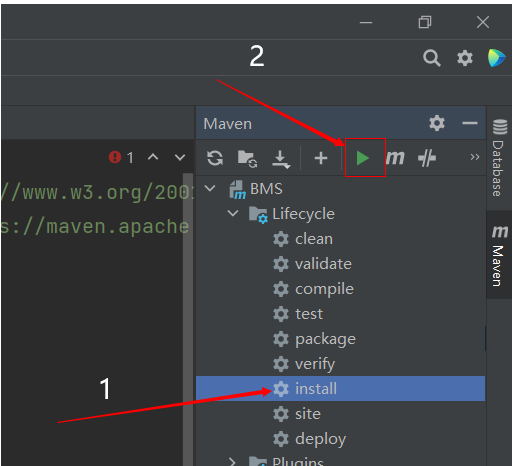 2
Maven
1
m
//www.w3.org/2001
s://maven.apache
BMS
Lifecycle
clean
validate
compile
test
package
verify
install
site
deploy
Plugins
1
Database
m
Maven